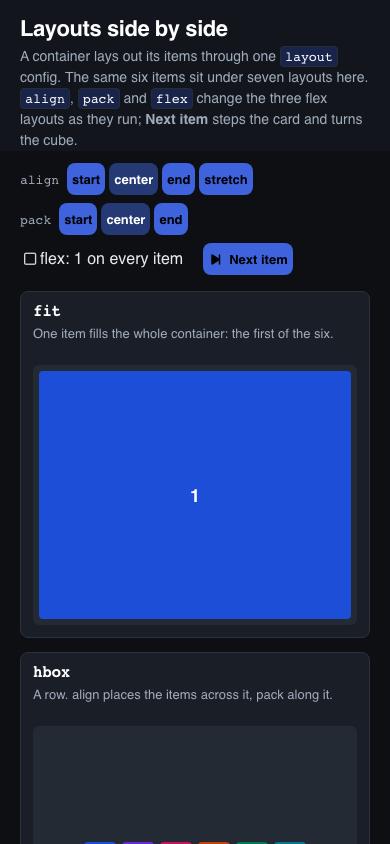 Layouts side by side
A container lays out its items through one layout
config. The same six items sit under seven layouts here.
align, pack and flex change the three flex
layouts as they run; Next item steps the card and turns
the cube.
align start center end stretch
pack start center end
flex: 1 on every item Next item
fit
One item fills the whole container: the first of the six.
1
hbox
A row. align places the items across it, pack along it.